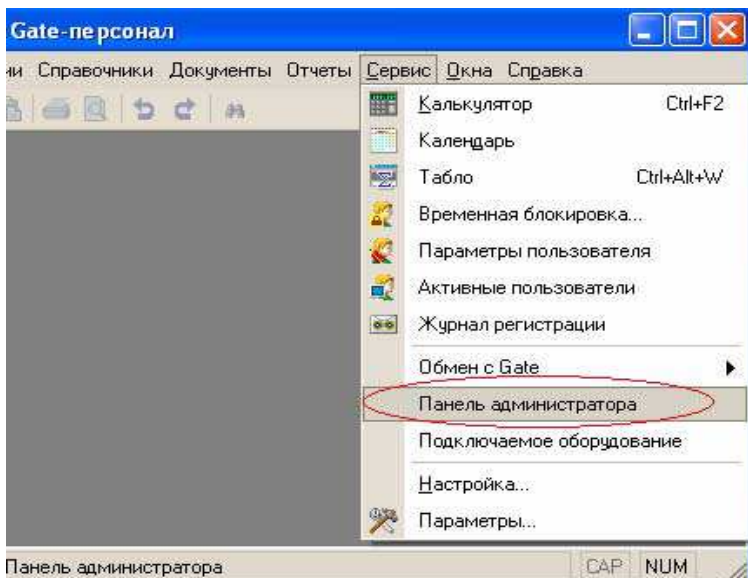 Gate-персонал
ии Справочники Документы Отчеты Сервис Окна Справка
Калькулятор Ctrl+F2
Календарь
Табло Ctrl+Alt+W
Временная блокировка...
Параметры пользователя
Активные пользователи
Журнал регистрации
Обмен с Gate
Панель администратора
Подключаемое оборудование
Настройка...
Параметры...
Панель администратора CAP NUM